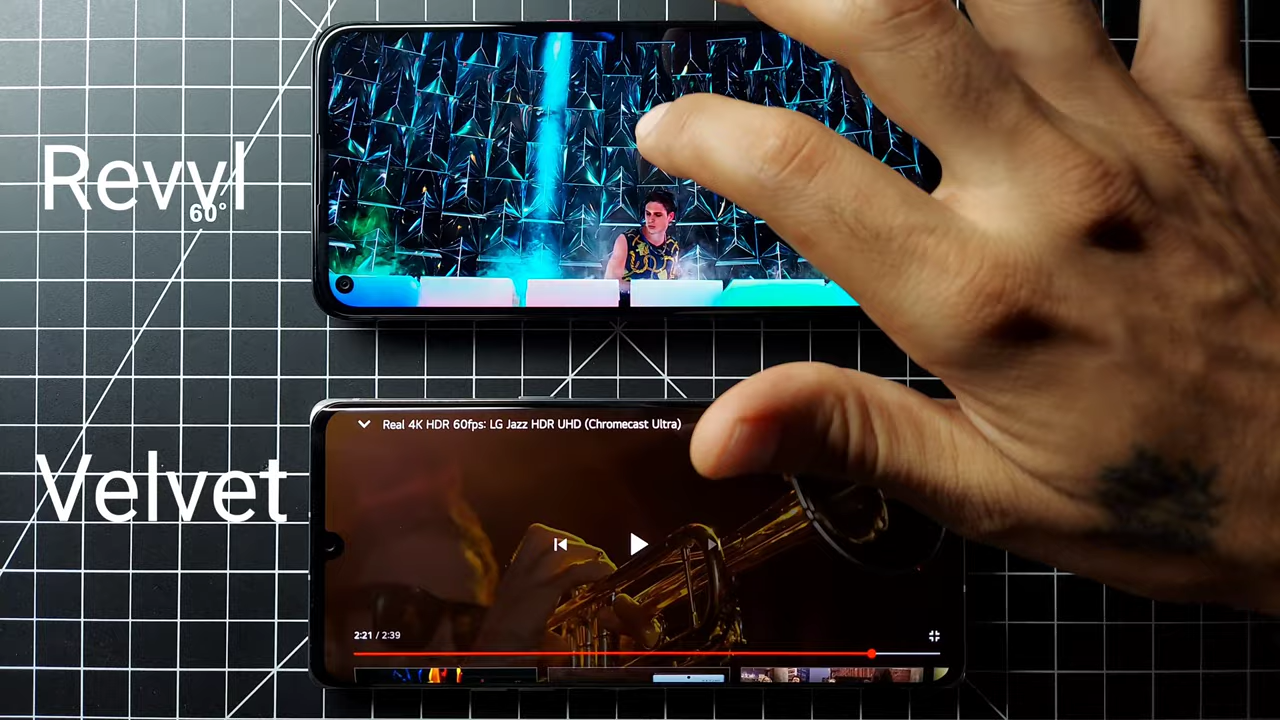 Revvl
60°
Real 4K HDR 60fps: LG Jazz HDR UHD (Chromecast Ultra)
Velvet
2:21 / 2:39